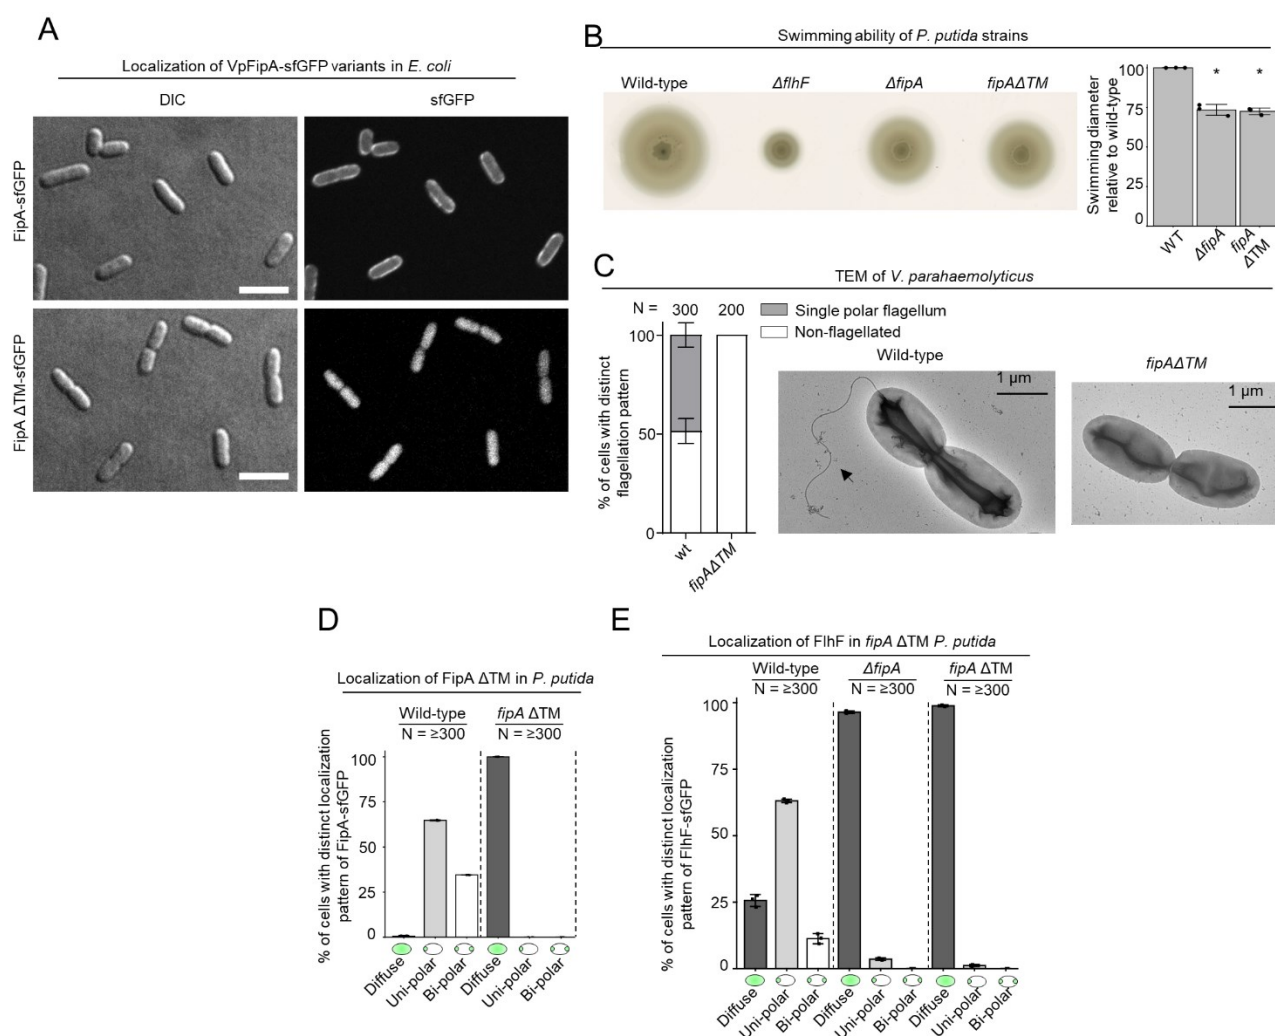 A
Localization of VpFipA-sfGFP variants in E. coli
DIC
sfGFP
FipA-sfGFP
FipA ΔTM-sfGFP
B
Swimming ability of P. putida strains
Wild-type
ΔflhF
ΔfipA
fipAΔTM
Swimming diameter
relative to wild-type
100
75
50
25
0
*
*
WT
ΔfipA
fipA
ΔTM
C
TEM of V. parahaemolyticus
N = 300 200
Single polar flagellum
Non-flagellated
% of cells with distinct
flagellation pattern
100
50
0
wt
fipAΔTM
Wild-type
1 µm
fipAΔTM
1 µm
D
Localization of FipA ΔTM in P. putida
Wild-type
N = ≥300
fipA ΔTM
N = ≥300
% of cells with distinct localization
pattern of FipA-sfGFP
100
75
50
25
0
Diffuse
Uni-polar
Bi-polar
Diffuse
Uni-polar
Bi-polar
E
Localization of FlhF in fipA ΔTM P. putida
Wild-type
N = ≥300
ΔfipA
N = ≥300
fipA ΔTM
N = ≥300
% of cells with distinct localization
pattern of FlhF-sfGFP
100
75
50
25
0
Diffuse
Uni-polar
Bi-polar
Diffuse
Uni-polar
Bi-polar
Diffuse
Uni-polar
Bi-polar